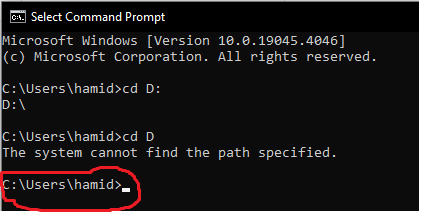 Select Command Prompt
Microsoft Windows [Version 10.0.19045.4046]
(c) Microsoft Corporation. All rights reserved.
C:\Users\hamid>cd D:
D:\
C:\Users\hamid>cd D
The system cannot find the path specified.
C:\Users\hamid>